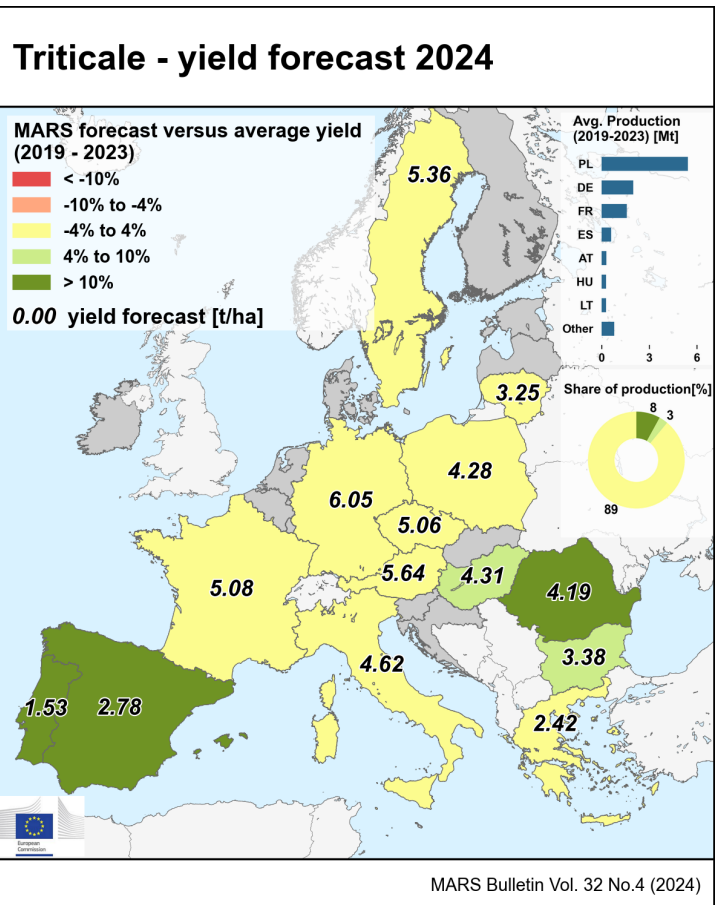 Triticale - yield forecast 2024
MARS forecast versus average yield
(2019 - 2023)
< -10%
-10% to -4%
-4% to 4%
4% to 10%
> 10%
0.00 yield forecast [t/ha]
Avg. Production
(2019-2023) [Mt]
PL
DE
FR
ES
AT
HU
LT
Other
0 3 6
Share of production[%]
8
3
89
5.36
3.25
4.28
6.05
5.06
5.64
4.31
5.08
4.19
4.62
3.38
1.53
2.78
2.42
European
Commission
MARS Bulletin Vol. 32 No.4 (2024)